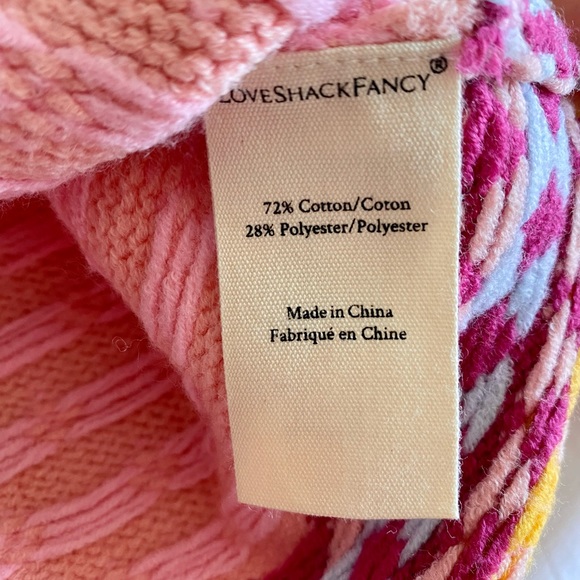 LOVESHACKFANCY®
72% Cotton/Coton
28% Polyester/Polyester
Made in China
Fabriqué en Chine